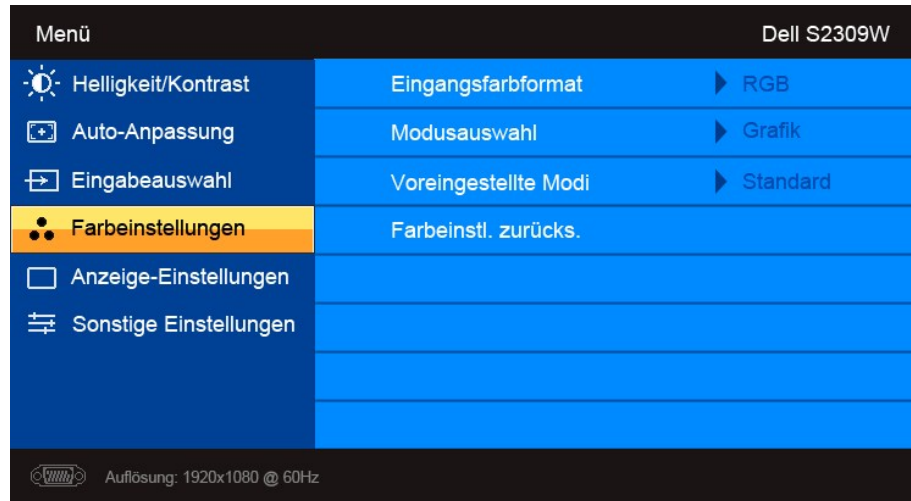 Menü Dell S2309W
Helligkeit/Kontrast
Auto-Anpassung
Eingabeauswahl
Farbeinstellungen
Anzeige-Einstellungen
Sonstige Einstellungen
Eingangsfarbformat RGB
Modusauswahl Grafik
Voreingestellte Modi Standard
Farbeinstl. zurücks.
Auflösung: 1920x1080 @ 60Hz